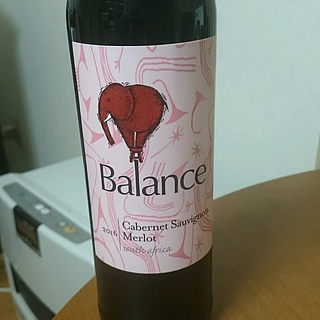 Balance
2016 Cabernet Sauvignon
Merlot
south africa